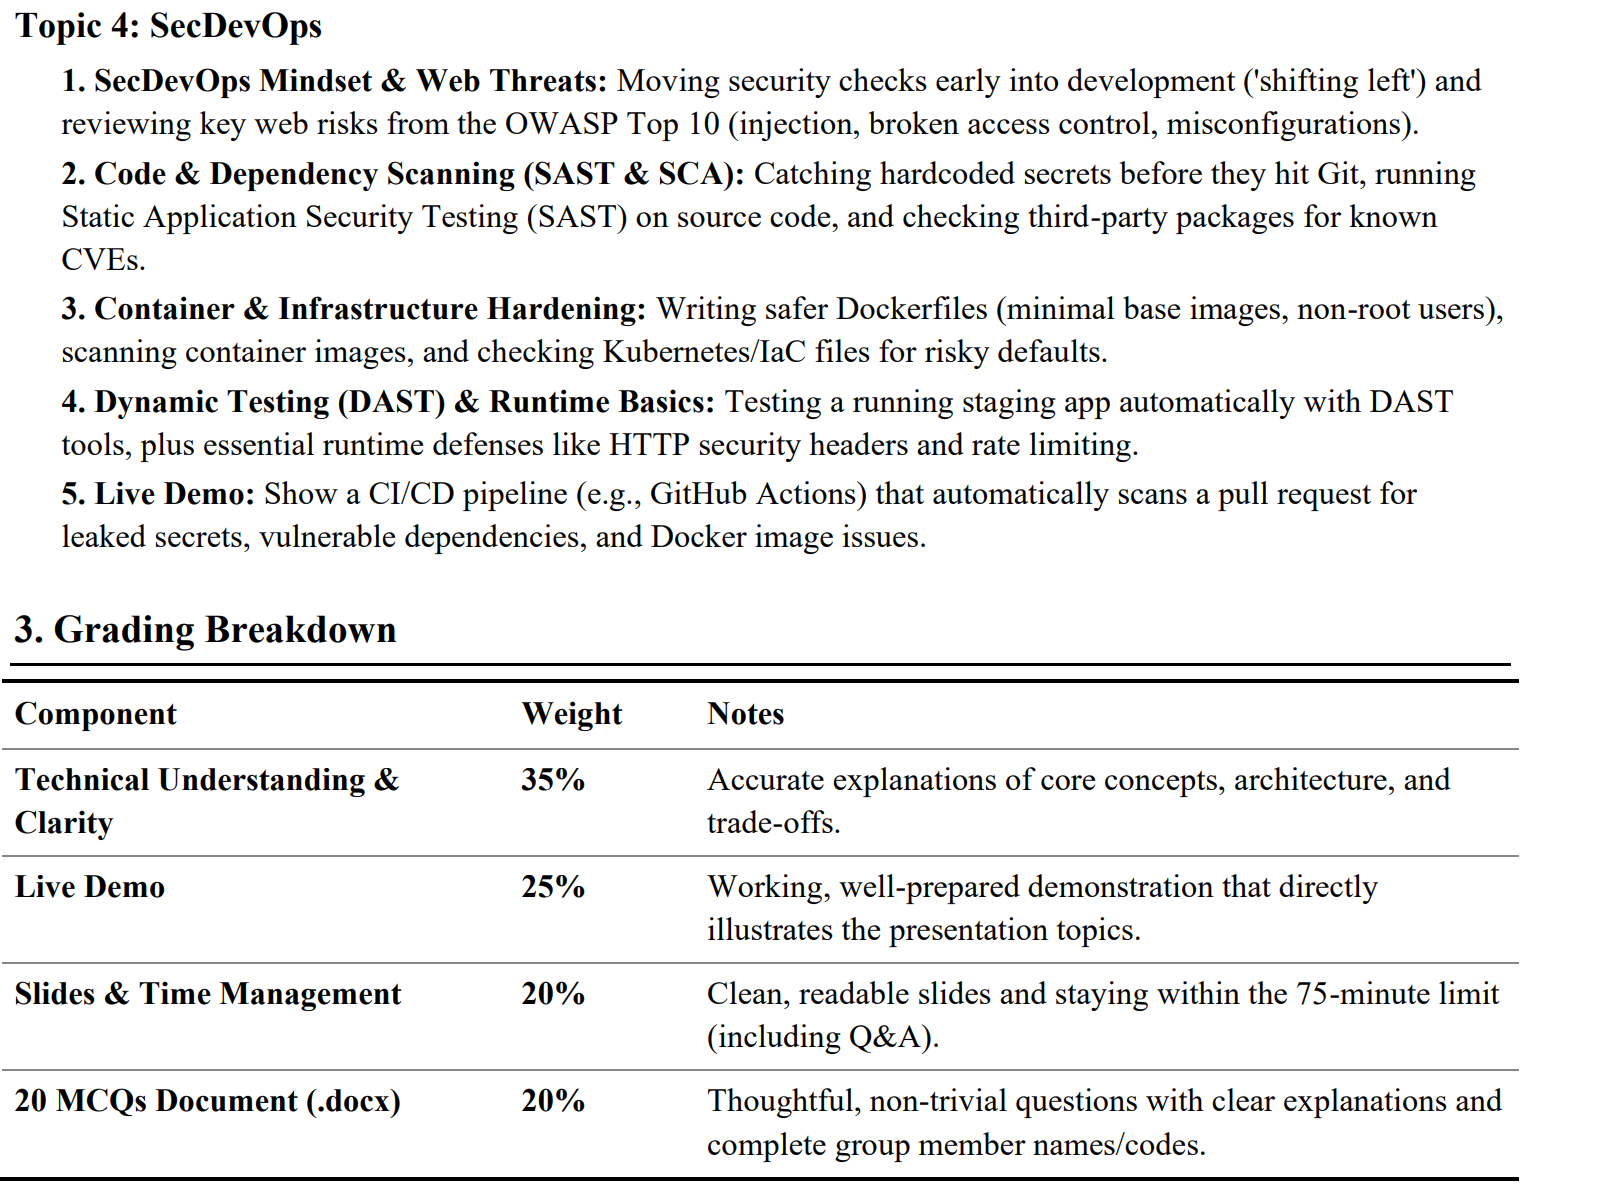 Topic 4: SecDevOps
1. SecDevOps Mindset & Web Threats: Moving security checks early into development ('shifting left') and
reviewing key web risks from the OWASP Top 10 (injection, broken access control, misconfigurations).
2. Code & Dependency Scanning (SAST & SCA): Catching hardcoded secrets before they hit Git, running
Static Application Security Testing (SAST) on source code, and checking third-party packages for known
CVEs.
3. Container & Infrastructure Hardening: Writing safer Dockerfiles (minimal base images, non-root users),
scanning container images, and checking Kubernetes/IaC files for risky defaults.
4. Dynamic Testing (DAST) & Runtime Basics: Testing a running staging app automatically with DAST
tools, plus essential runtime defenses like HTTP security headers and rate limiting.
5. Live Demo: Show a CI/CD pipeline (e.g., GitHub Actions) that automatically scans a pull request for
leaked secrets, vulnerable dependencies, and Docker image issues.
3. Grading Breakdown
Component Weight Notes
Technical Understanding & 35% Accurate explanations of core concepts, architecture, and
Clarity trade-offs.
Live Demo 25% Working, well-prepared demonstration that directly
illustrates the presentation topics.
Slides & Time Management 20% Clean, readable slides and staying within the 75-minute limit
(including Q&A).
20 MCQs Document (.docx) 20% Thoughtful, non-trivial questions with clear explanations and
complete group member names/codes.